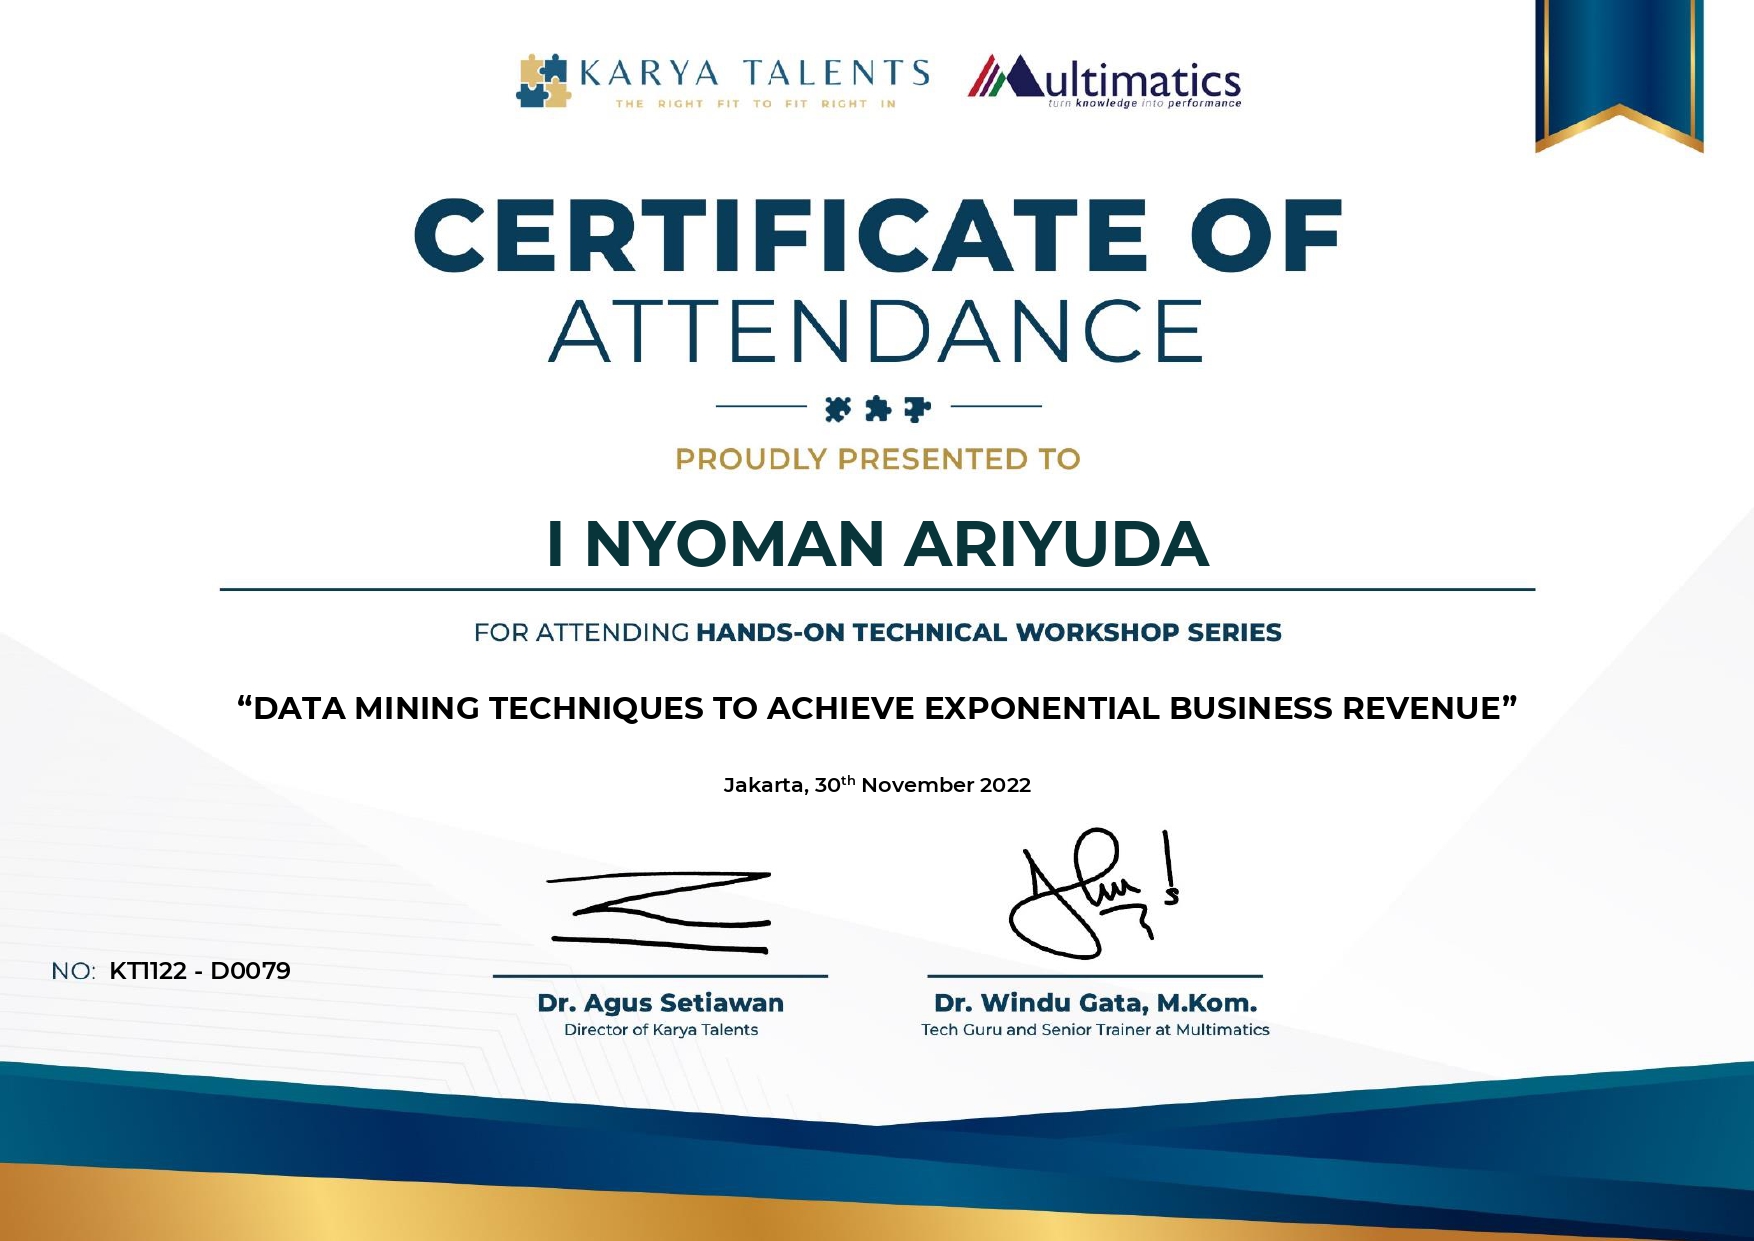 KARYA TALENTS
THE RIGHT FIT TO FIT RIGHT IN
Multimatics
turn knowledge into performance
CERTIFICATE OF
ATTENDANCE
PROUDLY PRESENTED TO
I NYOMAN ARIYUDA
FOR ATTENDING HANDS-ON TECHNICAL WORKSHOP SERIES
“DATA MINING TECHNIQUES TO ACHIEVE EXPONENTIAL BUSINESS REVENUE”
Jakarta, 30th November 2022
NO: KT1122 - D0079
Dr. Agus Setiawan
Director of Karya Talents
Dr. Windu Gata, M.Kom.
Tech Guru and Senior Trainer at Multimatics